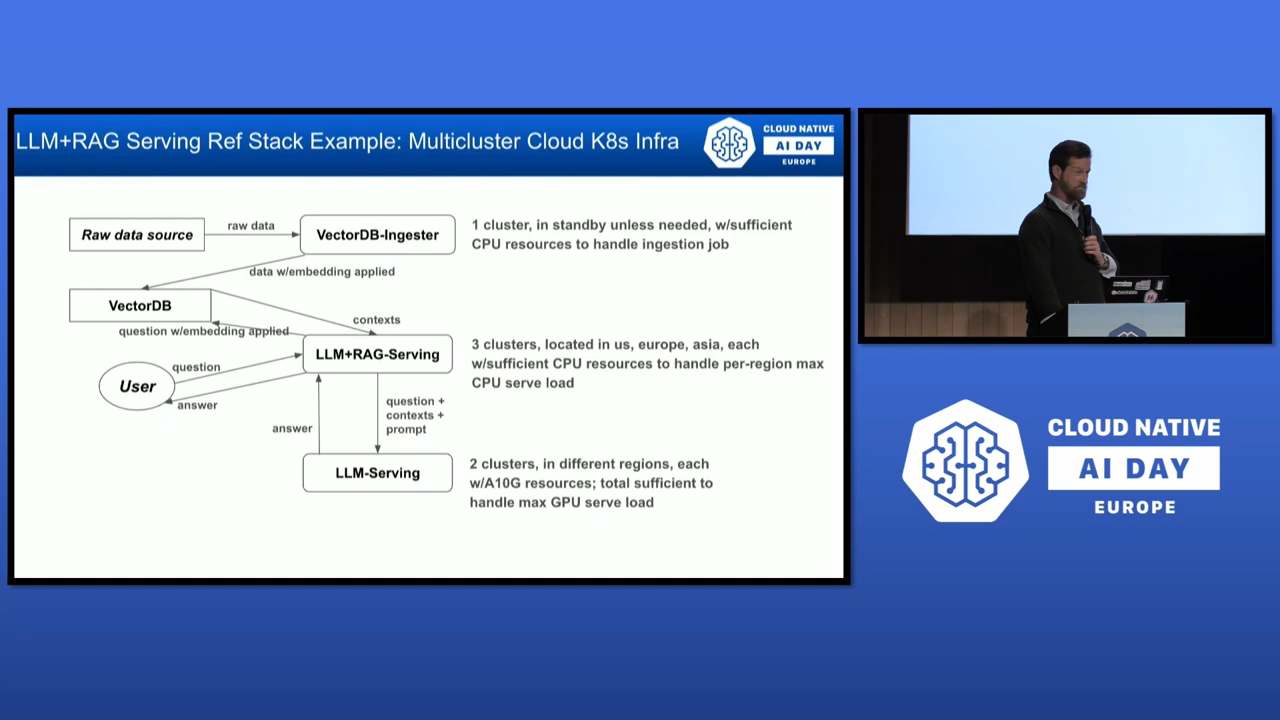 LLM+RAG Serving Ref Stack Example: Multicluster Cloud K8s Infra
CLOUD NATIVE
AI DAY
EUROPE
Raw data source
raw data
VectorDB-Ingester
1 cluster, in standby unless needed, w/sufficient
CPU resources to handle ingestion job
data w/embedding applied
VectorDB
contexts
question w/embedding applied
LLM+RAG-Serving
3 clusters, located in us, europe, asia, each
w/sufficient CPU resources to handle per-region max
CPU serve load
question
User
answer
question +
contexts +
prompt
answer
LLM-Serving
2 clusters, in different regions, each
w/A10G resources; total sufficient to
handle max GPU serve load
CLOUD NATIVE
AI DAY
EUROPE